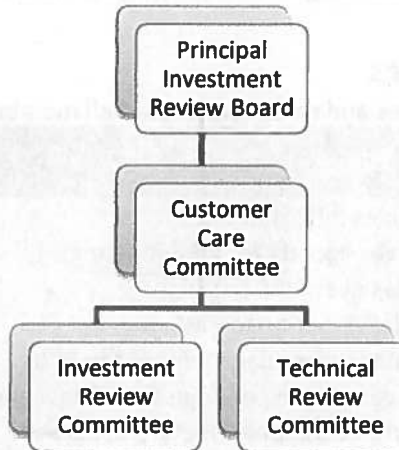 Principal
Investment
Review Board
Customer
Care
Committee
Investment
Review
Committee
Technical
Review
Committee